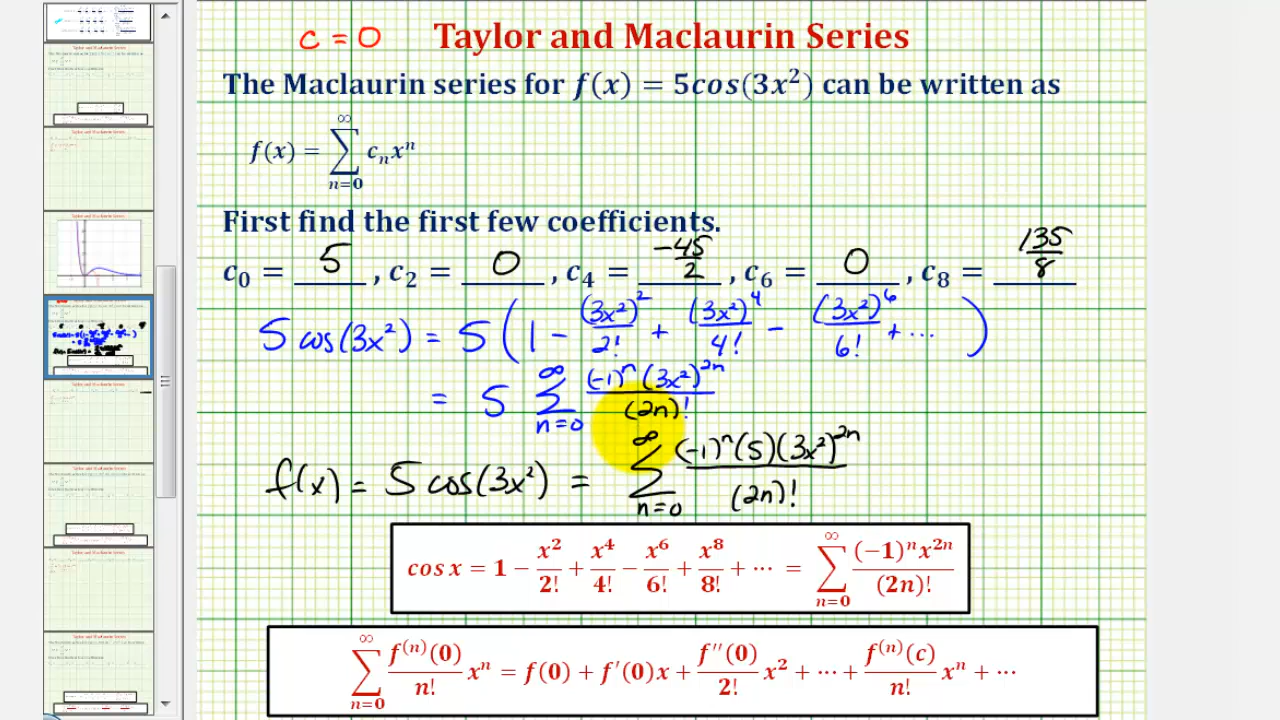 c = 0 Taylor and Maclaurin Series
The Maclaurin series for f(x) = 5cos(3x²) can be written as
f(x) = ∑_{n=0}^{∞} cₙxⁿ
First find the first few coefficients.
c₀ = 5 , c₂ = 0 , c₄ = -45/2 , c₆ = 0 , c₈ = 135/8
5 cos(3x²) = 5 (1 - (3x²)²/2! + (3x²)⁴/4! - (3x²)⁶/6! + ⋯ )
= 5 ∑_{n=0}^{∞} (-1)ⁿ(3x²)²ⁿ/(2n)!
f(x) = 5 cos(3x²) = ∑_{n=0}^{∞} (-1)ⁿ(5)(3x²)²ⁿ/(2n)!
cos x = 1 - x²/2! + x⁴/4! - x⁶/6! + x⁸/8! + ⋯ = ∑_{n=0}^{∞} (-1)ⁿx²ⁿ/(2n)!
∑_{n=0}^{∞} f⁽ⁿ⁾(0)/n! xⁿ = f(0) + f'(0)x + f''(0)/2! x² + ⋯ + f⁽ⁿ⁾(c)/n! xⁿ + ⋯